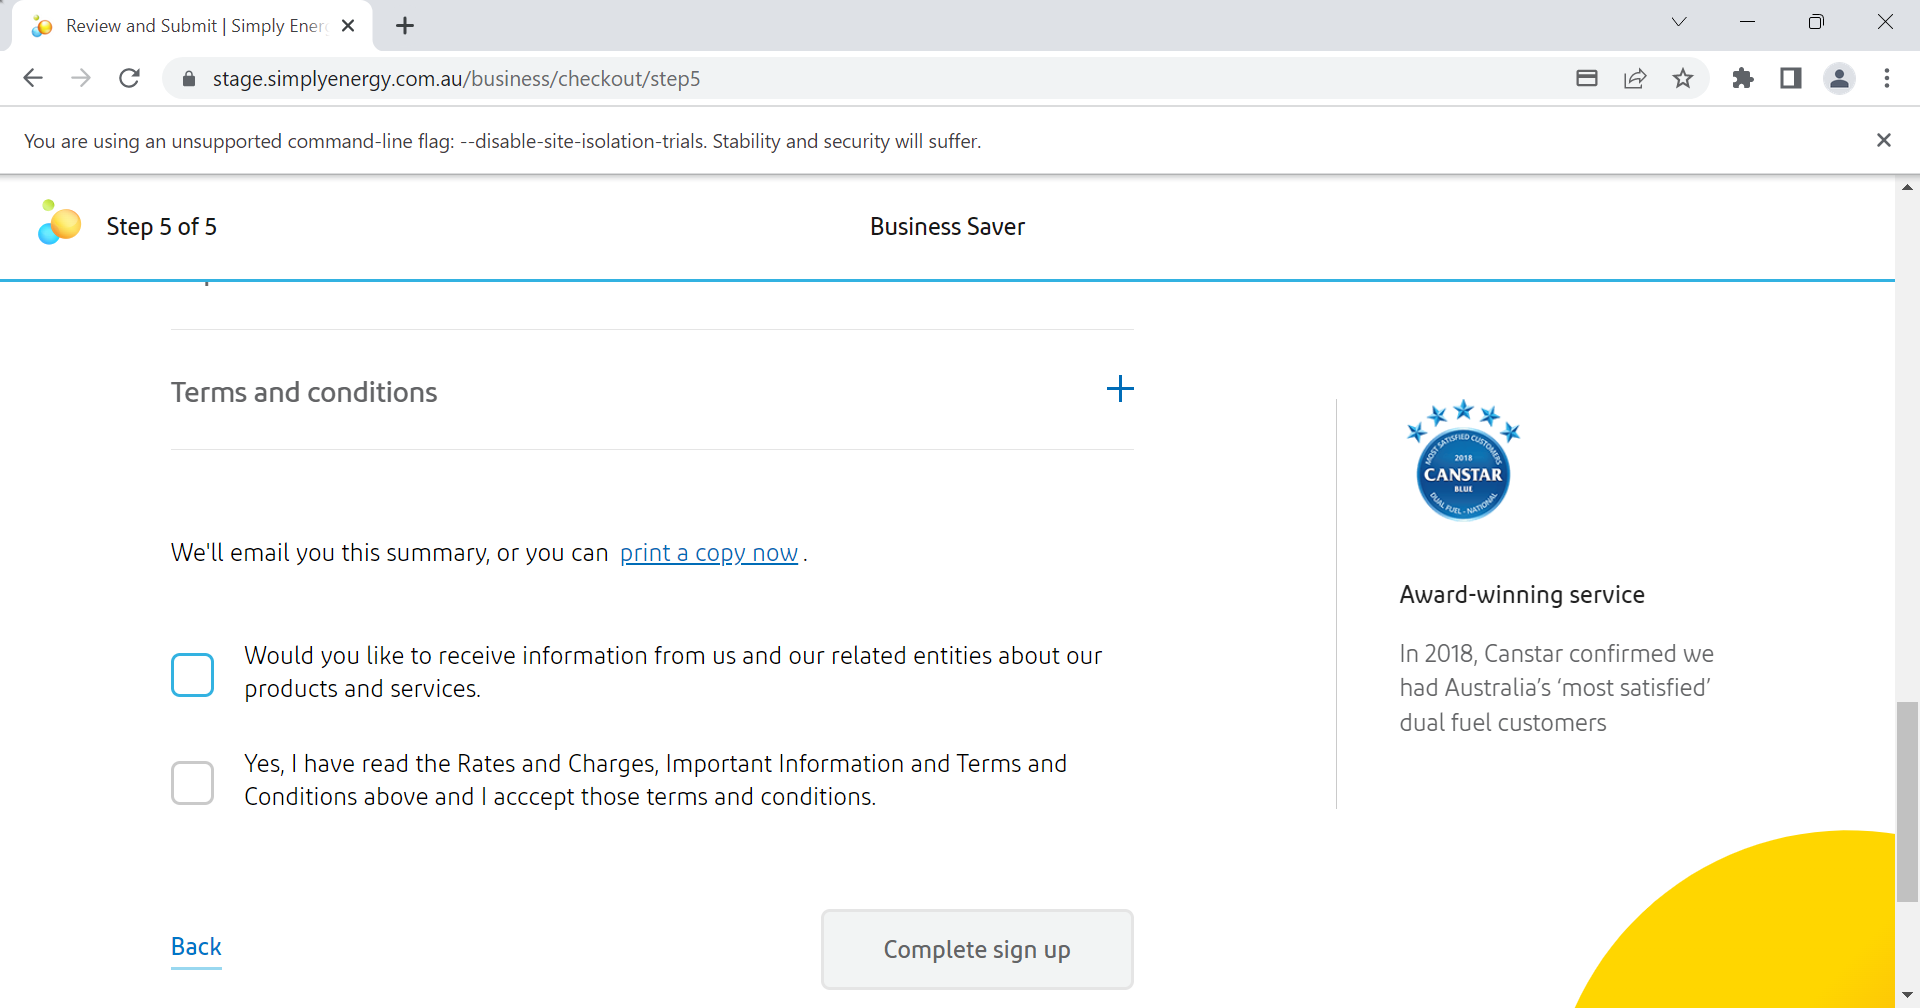 Review and Submit | Simply Ener
stage.simplyenergy.com.au/business/checkout/step5
You are using an unsupported command-line flag: --disable-site-isolation-trials. Stability and security will suffer.
Step 5 of 5
Business Saver
Terms and conditions
We'll email you this summary, or you can print a copy now .
Would you like to receive information from us and our related entities about our
products and services.
Yes, I have read the Rates and Charges, Important Information and Terms and
Conditions above and I acccept those terms and conditions.
Back
Complete sign up
MOST SATISFIED CUSTOMERS
2018
CANSTAR
BLUE
DUAL FUEL - NATIONAL
Award-winning service
In 2018, Canstar confirmed we
had Australia’s ‘most satisfied’
dual fuel customers